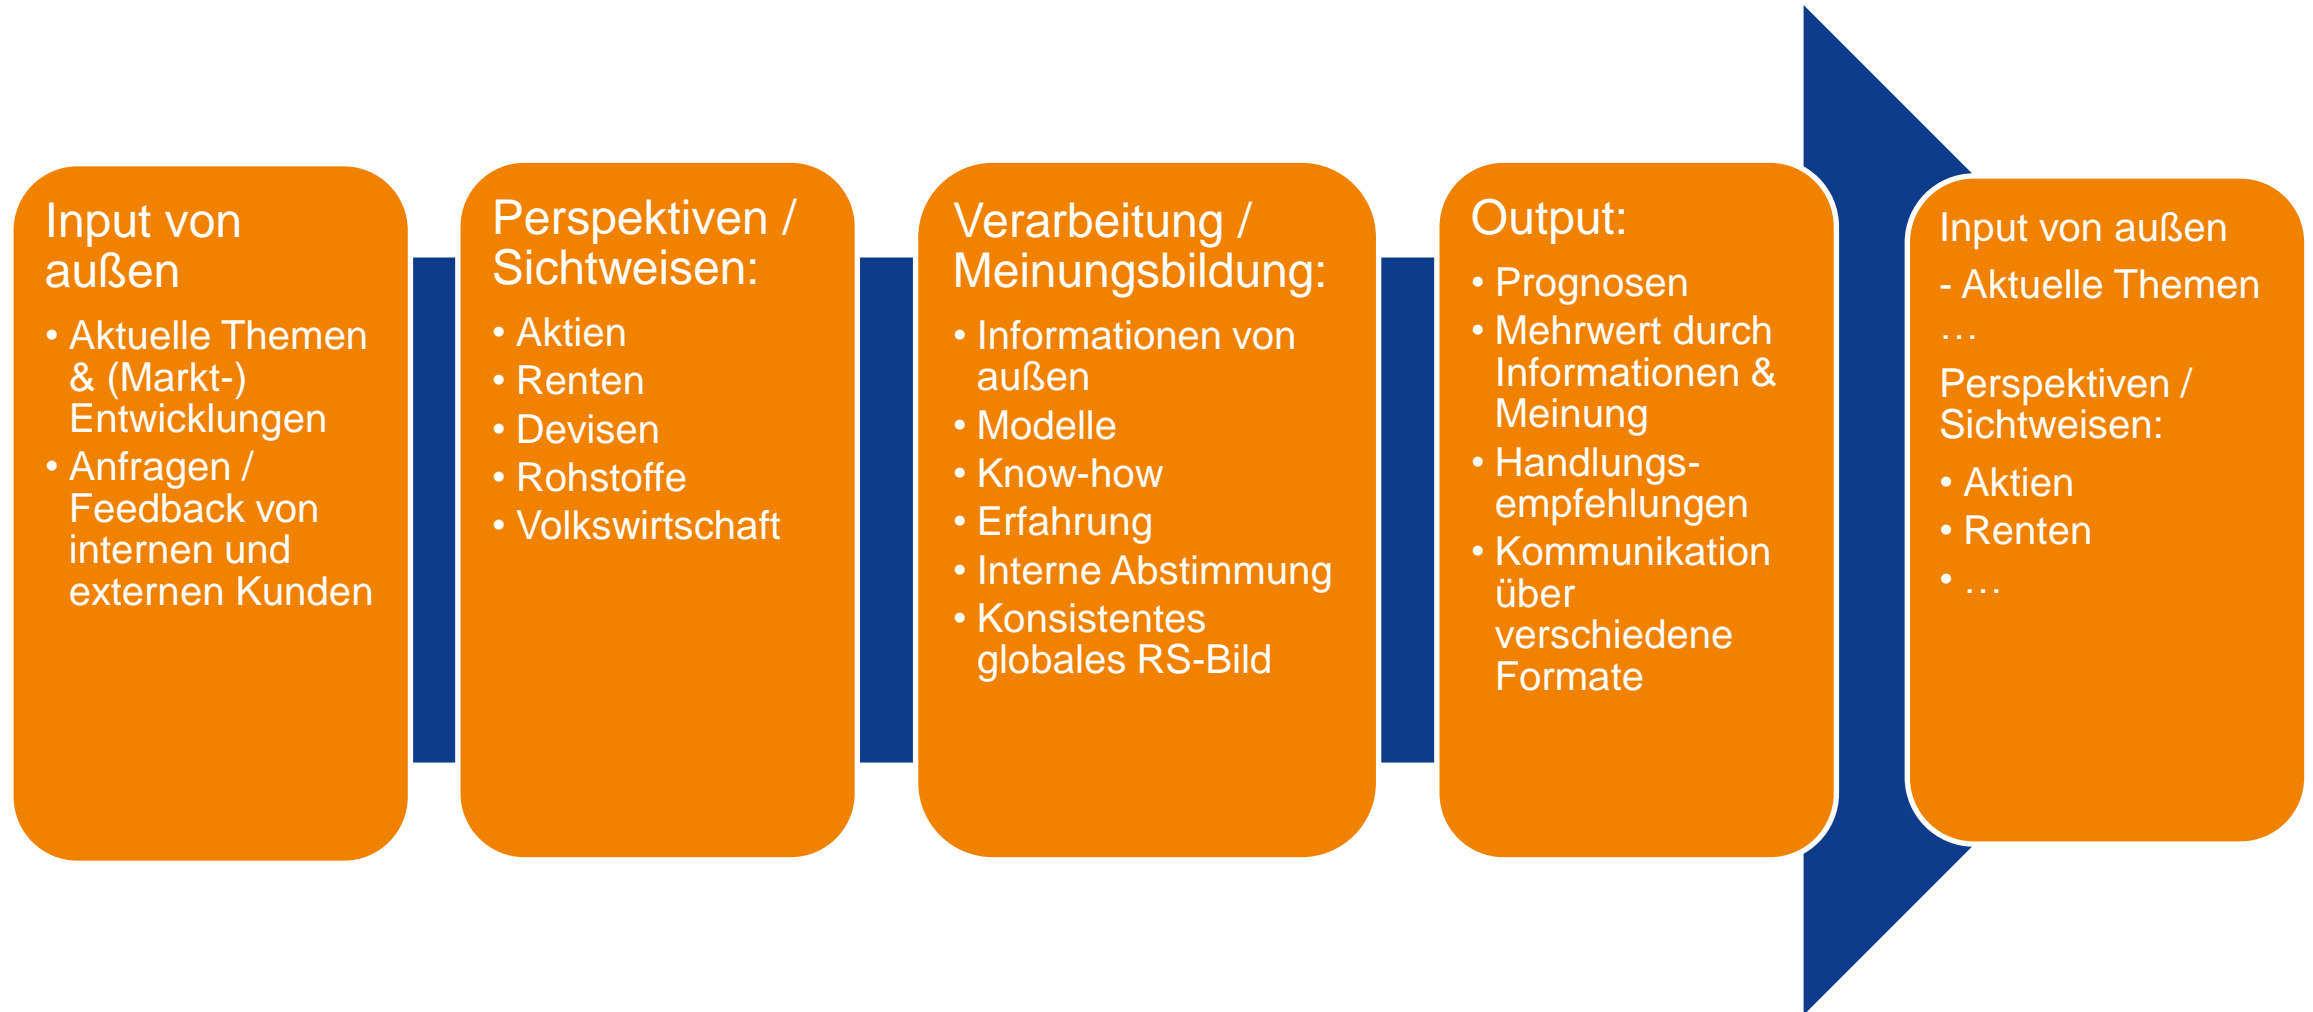 Input von
außen
• Aktuelle Themen
& (Markt-)
Entwicklungen
• Anfragen /
Feedback von
internen und
externen Kunden
Perspektiven /
Sichtweisen:
• Aktien
• Renten
• Devisen
• Rohstoffe
• Volkswirtschaft
Verarbeitung /
Meinungsbildung:
• Informationen von
außen
• Modelle
• Know-how
• Erfahrung
• Interne Abstimmung
• Konsistentes
globales RS-Bild
Output:
• Prognosen
• Mehrwert durch
Informationen &
Meinung
• Handlungs-
empfehlungen
• Kommunikation
über
verschiedene
Formate
Input von außen
- Aktuelle Themen
…
Perspektiven /
Sichtweisen:
• Aktien
• Renten
• …